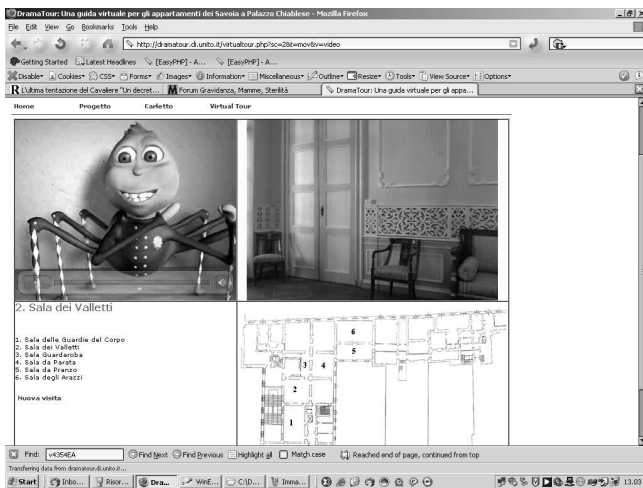 DramaTour: Una guida virtuale per gli appartamenti dei Savoia a Palazzo Chiablese - Mozilla Firefox
File Edit View Go Bookmarks Tools Help
http://dramatour.di.unito.it/virtualtour.php?sc=2&t=mov&v=video
Getting Started Latest Headlines [EasyPHP] - A... [EasyPHP] - A...
Disable Cookies CSS Forms Images Information Miscellaneous Outline Resize Tools View Source Options
L'ultima tentazione del Cavaliere "Un decret... Forum Gravidanza, Mamme, Sterilità DramaTour: Una guida virtuale per gli appa...
Home Progetto Carletto Virtual Tour
2. Sala dei Valletti
1. Sala delle Guardie del Corpo
2. Sala dei Valletti
3. Sala Guardaroba
4. Sala da Parata
5. Sala da Pranzo
6. Sala degli Arazzi
Nuova visita
6
5
3 4
2
1
Find: v4354EA Find Next Find Previous Highlight all Match case Reached end of page, continued from top
Transferring data from dramatour.di.unito.it...
Start Inbo... Risor... Dra... WinE... C:\D... Imma... 13.03